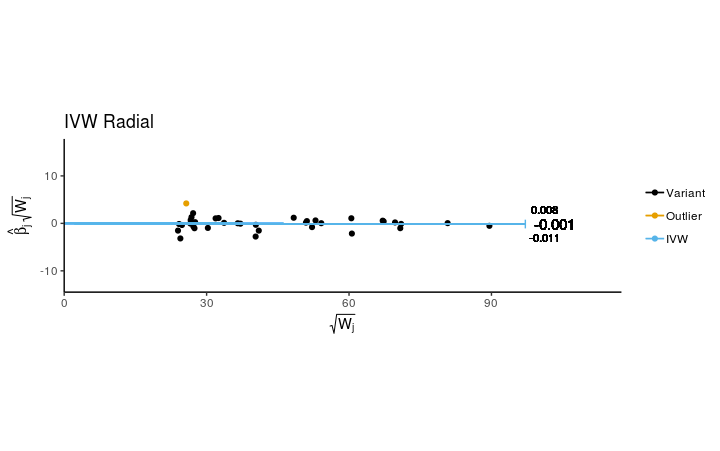 IVW Radial
10
0
-10
β̂j√Wj
0
30
60
90
√Wj
0.008
-0.001
-0.011
Variant
Outlier
IVW